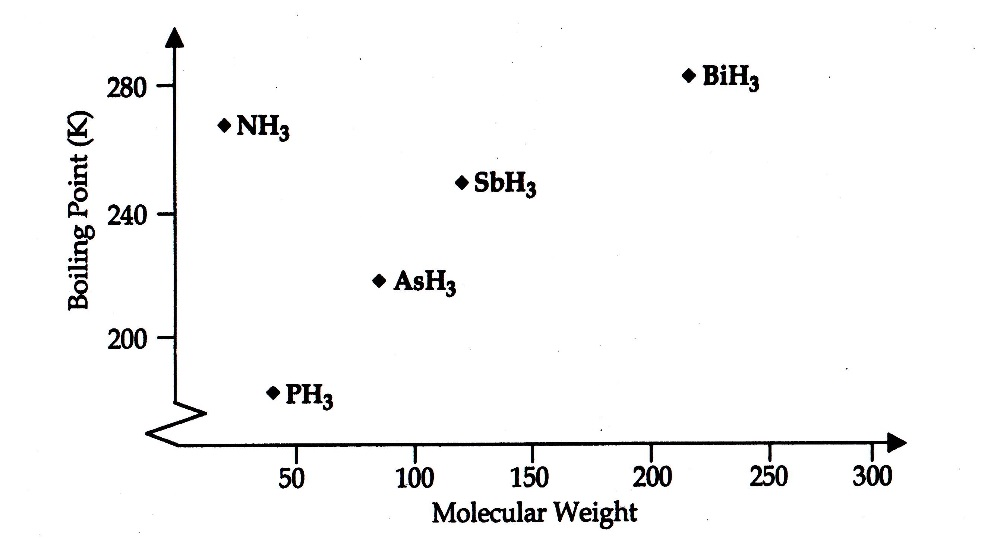 280
BiH3
NH3
SbH3
240
AsH3
200
PH3
Boiling Point (K)
50 100 150 200 250 300
Molecular Weight